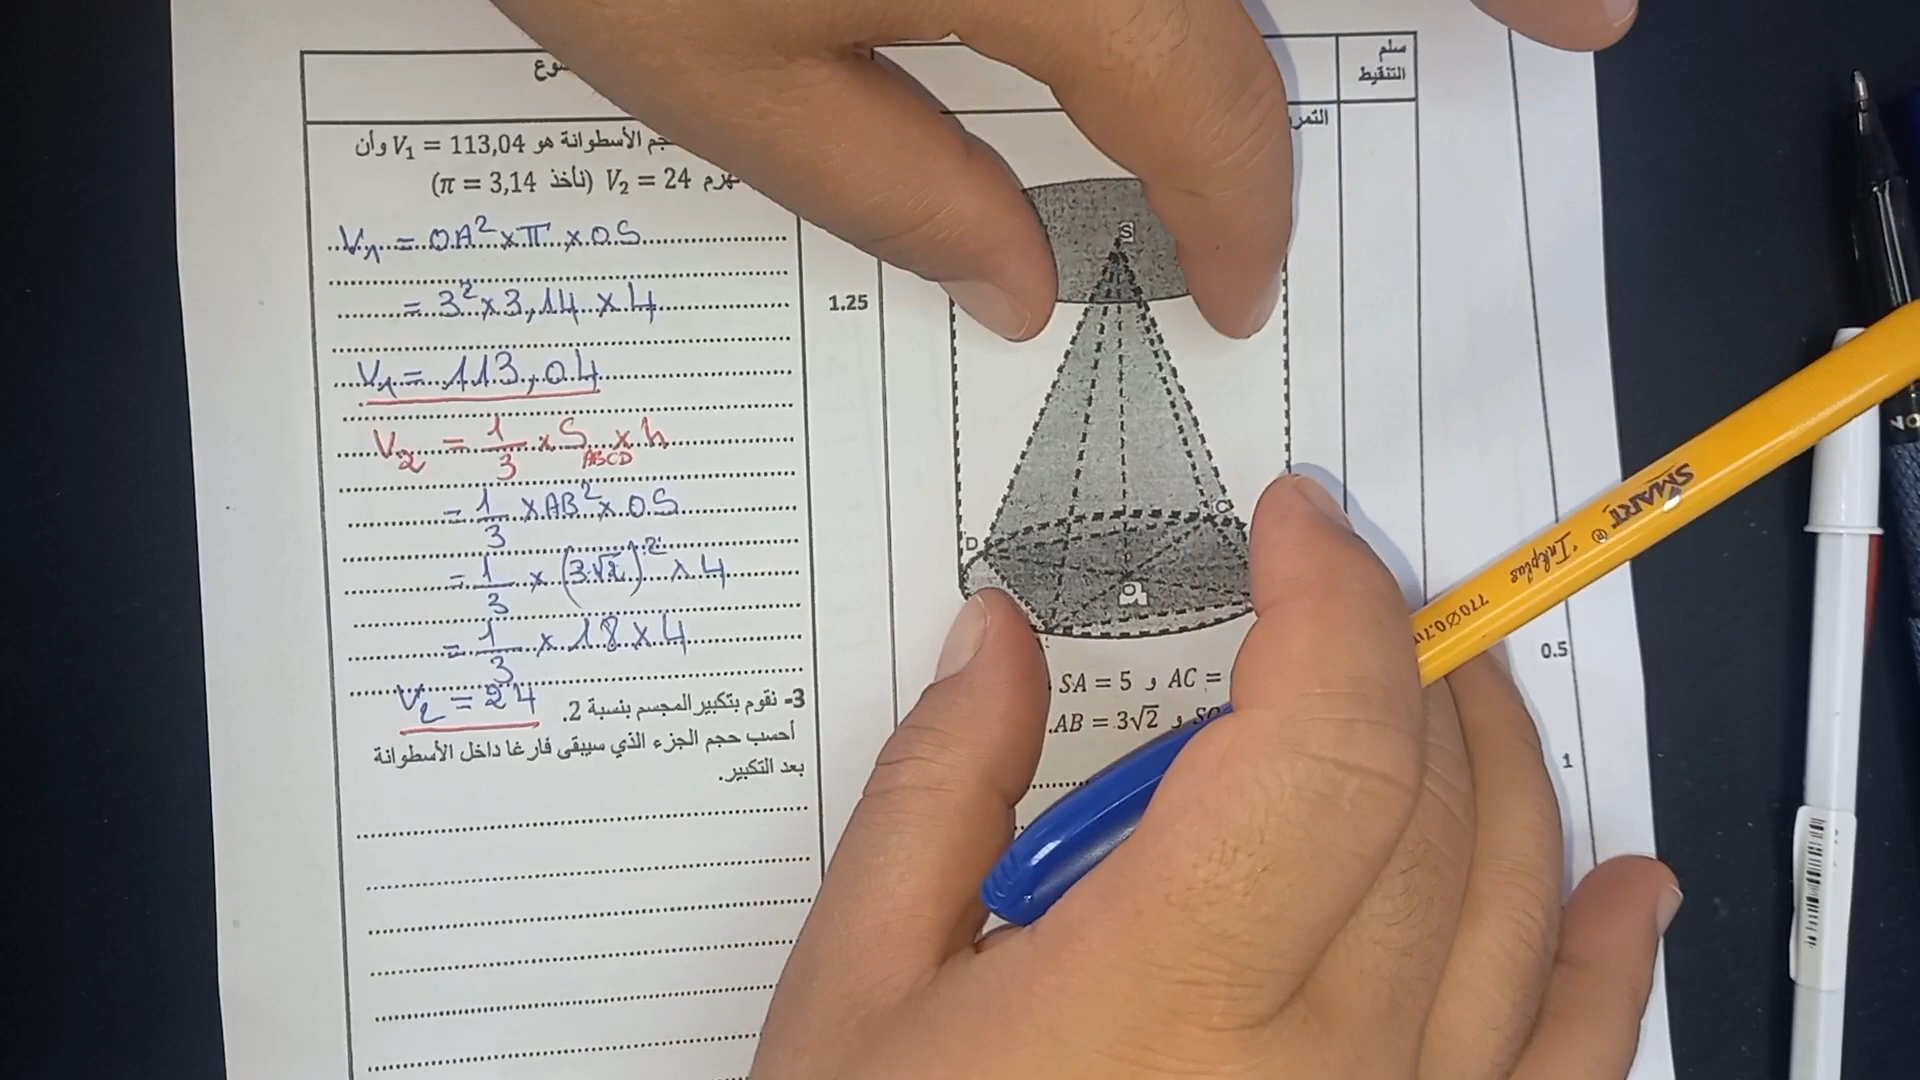 سلم
التنقيط
جم الأسطوانة هو V₁ = 113,04 وأن
V₂ = 24 (نأخذ π = 3,14)
V₁ = OA² × π × OS
= 3² × 3,14 × 4
V₁ = 113,04
V₂ = 1/3 × S_ABCD × h
= 1/3 × AB² × OS
= 1/3 × (3√2)² × 4
= 1/3 × 18 × 4
V₂ = 24
3- نقوم بتكبير المجسم بنسبة 2.
أحسب حجم الجزء الذي سيبقى فارغا داخل الأسطوانة
بعد التكبير.
1.25
S
D
C
O
SA = 5 و AC =
.AB = 3√2 و
0.5
1
SMART ® "Inkplus